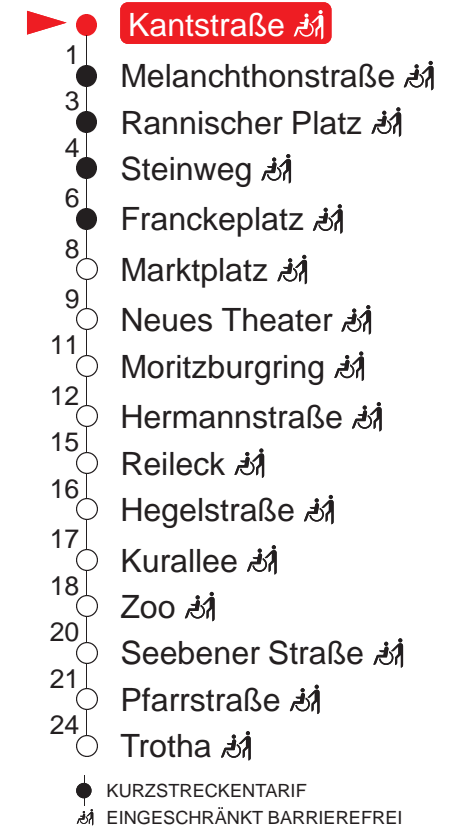 Kantstraße
1
Melanchthonstraße
3
Rannischer Platz
4
Steinweg
6
Franckeplatz
8
Marktplatz
9
Neues Theater
11
Moritzburgring
12
Hermannstraße
15
Reileck
16
Hegelstraße
17
Kurallee
18
Zoo
20
Seebener Straße
21
Pfarrstraße
24
Trotha
KURZSTRECKENTARIF
EINGESCHRÄNKT BARRIEREFREI